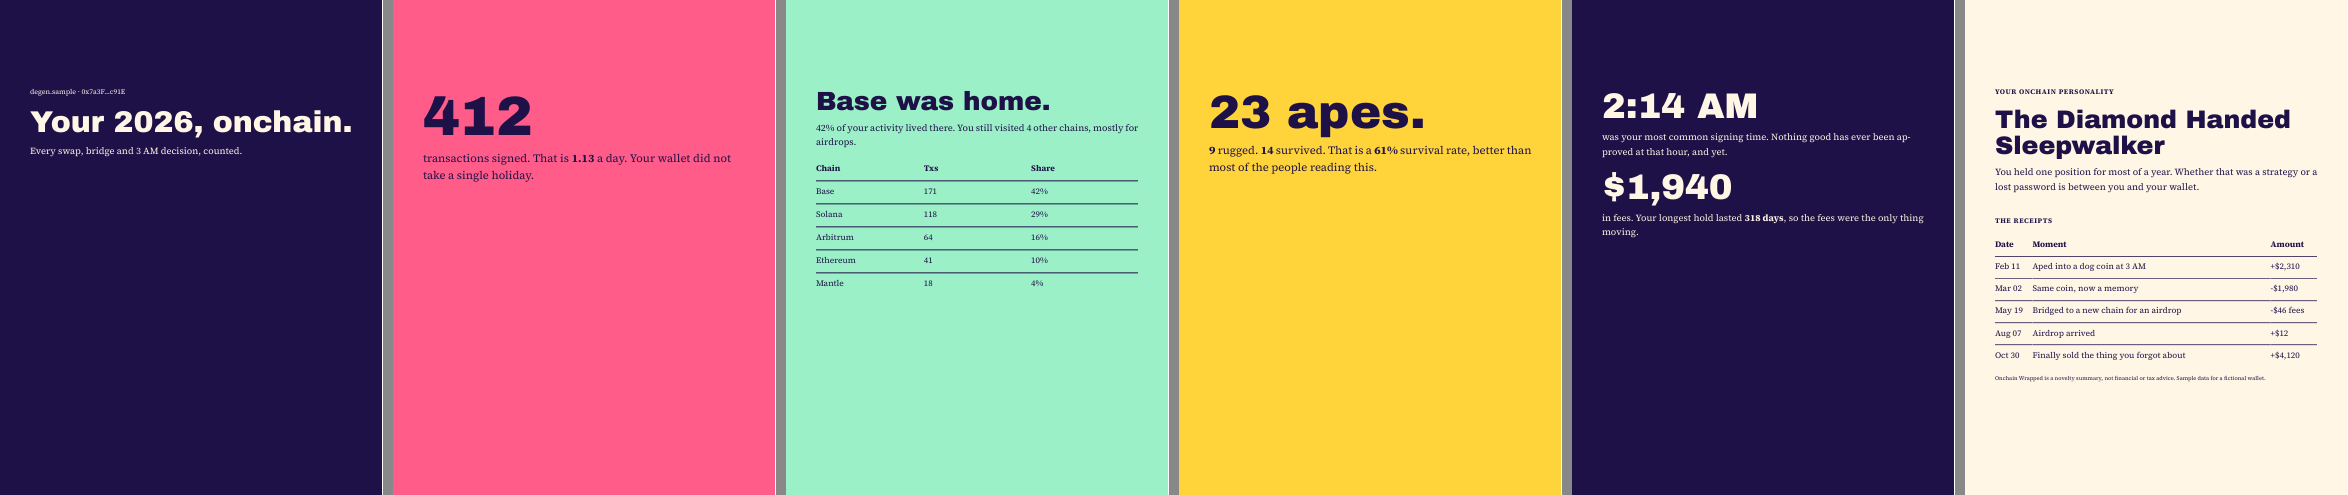 degen.sample · 0x7a3F...c91E
Your 2026, onchain.
Every swap, bridge and 3 AM decision, counted.
412
transactions signed. That is 1.13 a day. Your wallet did not
take a single holiday.
Base was home.
42% of your activity lived there. You still visited 4 other chains, mostly for
airdrops.
Chain Txs Share
Base 171 42%
Solana 118 29%
Arbitrum 64 16%
Ethereum 41 10%
Mantle 18 4%
23 apes.
9 rugged. 14 survived. That is a 61% survival rate, better than
most of the people reading this.
2:14 AM
was your most common signing time. Nothing good has ever been ap-
proved at that hour, and yet.
$1,940
in fees. Your longest hold lasted 318 days, so the fees were the only thing
moving.
YOUR ONCHAIN PERSONALITY
The Diamond Handed
Sleepwalker
You held one position for most of a year. Whether that was a strategy or a
lost password is between you and your wallet.
THE RECEIPTS
Date Moment Amount
Feb 11 Aped into a dog coin at 3 AM +$2,310
Mar 02 Same coin, now a memory -$1,980
May 19 Bridged to a new chain for an airdrop -$46 fees
Aug 07 Airdrop arrived +$12
Oct 30 Finally sold the thing you forgot about +$4,120
Onchain Wrapped is a novelty summary, not financial or tax advice. Sample data for a fictional wallet.